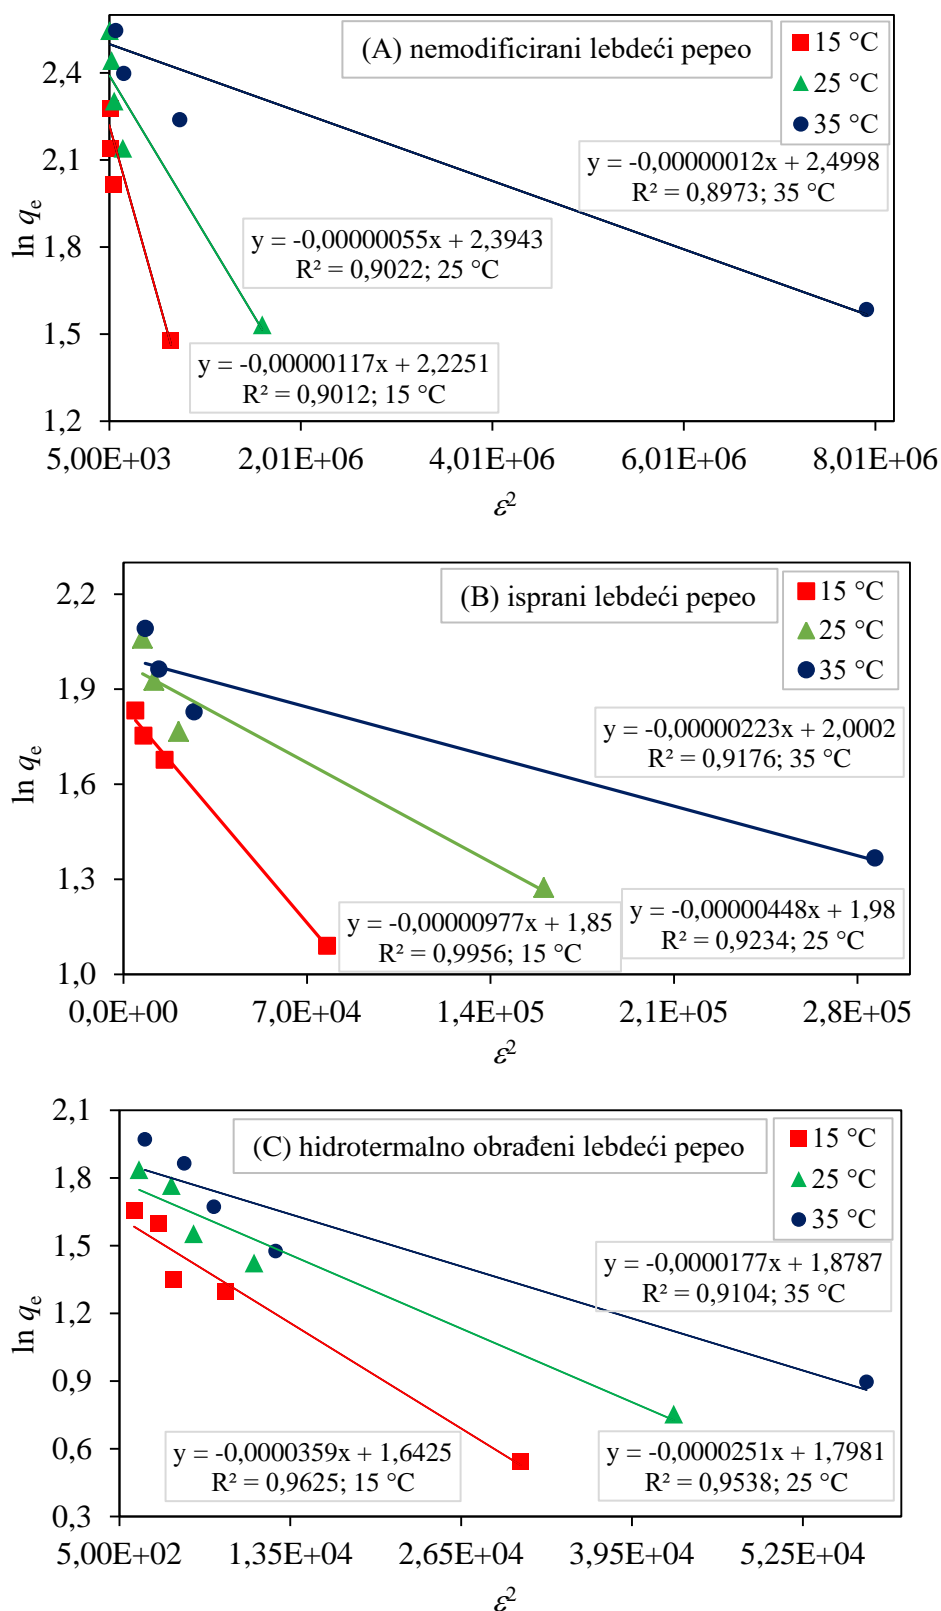 (A) nemodificirani lebdeći pepeo
15 °C
25 °C
35 °C
2,4
2,1
1,8
1,5
1,2
ln qe
y = -0,00000012x + 2,4998
R² = 0,8973; 35 °C
y = -0,00000055x + 2,3943
R² = 0,9022; 25 °C
y = -0,00000117x + 2,2251
R² = 0,9012; 15 °C
5,00E+03 2,01E+06 4,01E+06 6,01E+06 8,01E+06
ε²
(B) isprani lebdeći pepeo
15 °C
25 °C
35 °C
2,2
1,9
1,6
1,3
1,0
ln qe
y = -0,00000223x + 2,0002
R² = 0,9176; 35 °C
y = -0,00000977x + 1,85
R² = 0,9956; 15 °C
y = -0,00000448x + 1,98
R² = 0,9234; 25 °C
0,0E+00 7,0E+04 1,4E+05 2,1E+05 2,8E+05
ε²
(C) hidrotermalno obrađeni lebdeći pepeo
15 °C
25 °C
35 °C
2,1
1,8
1,5
1,2
0,9
0,6
0,3
ln qe
y = -0,0000177x + 1,8787
R² = 0,9104; 35 °C
y = -0,0000359x + 1,6425
R² = 0,9625; 15 °C
y = -0,0000251x + 1,7981
R² = 0,9538; 25 °C
5,00E+02 1,35E+04 2,65E+04 3,95E+04 5,25E+04
ε²